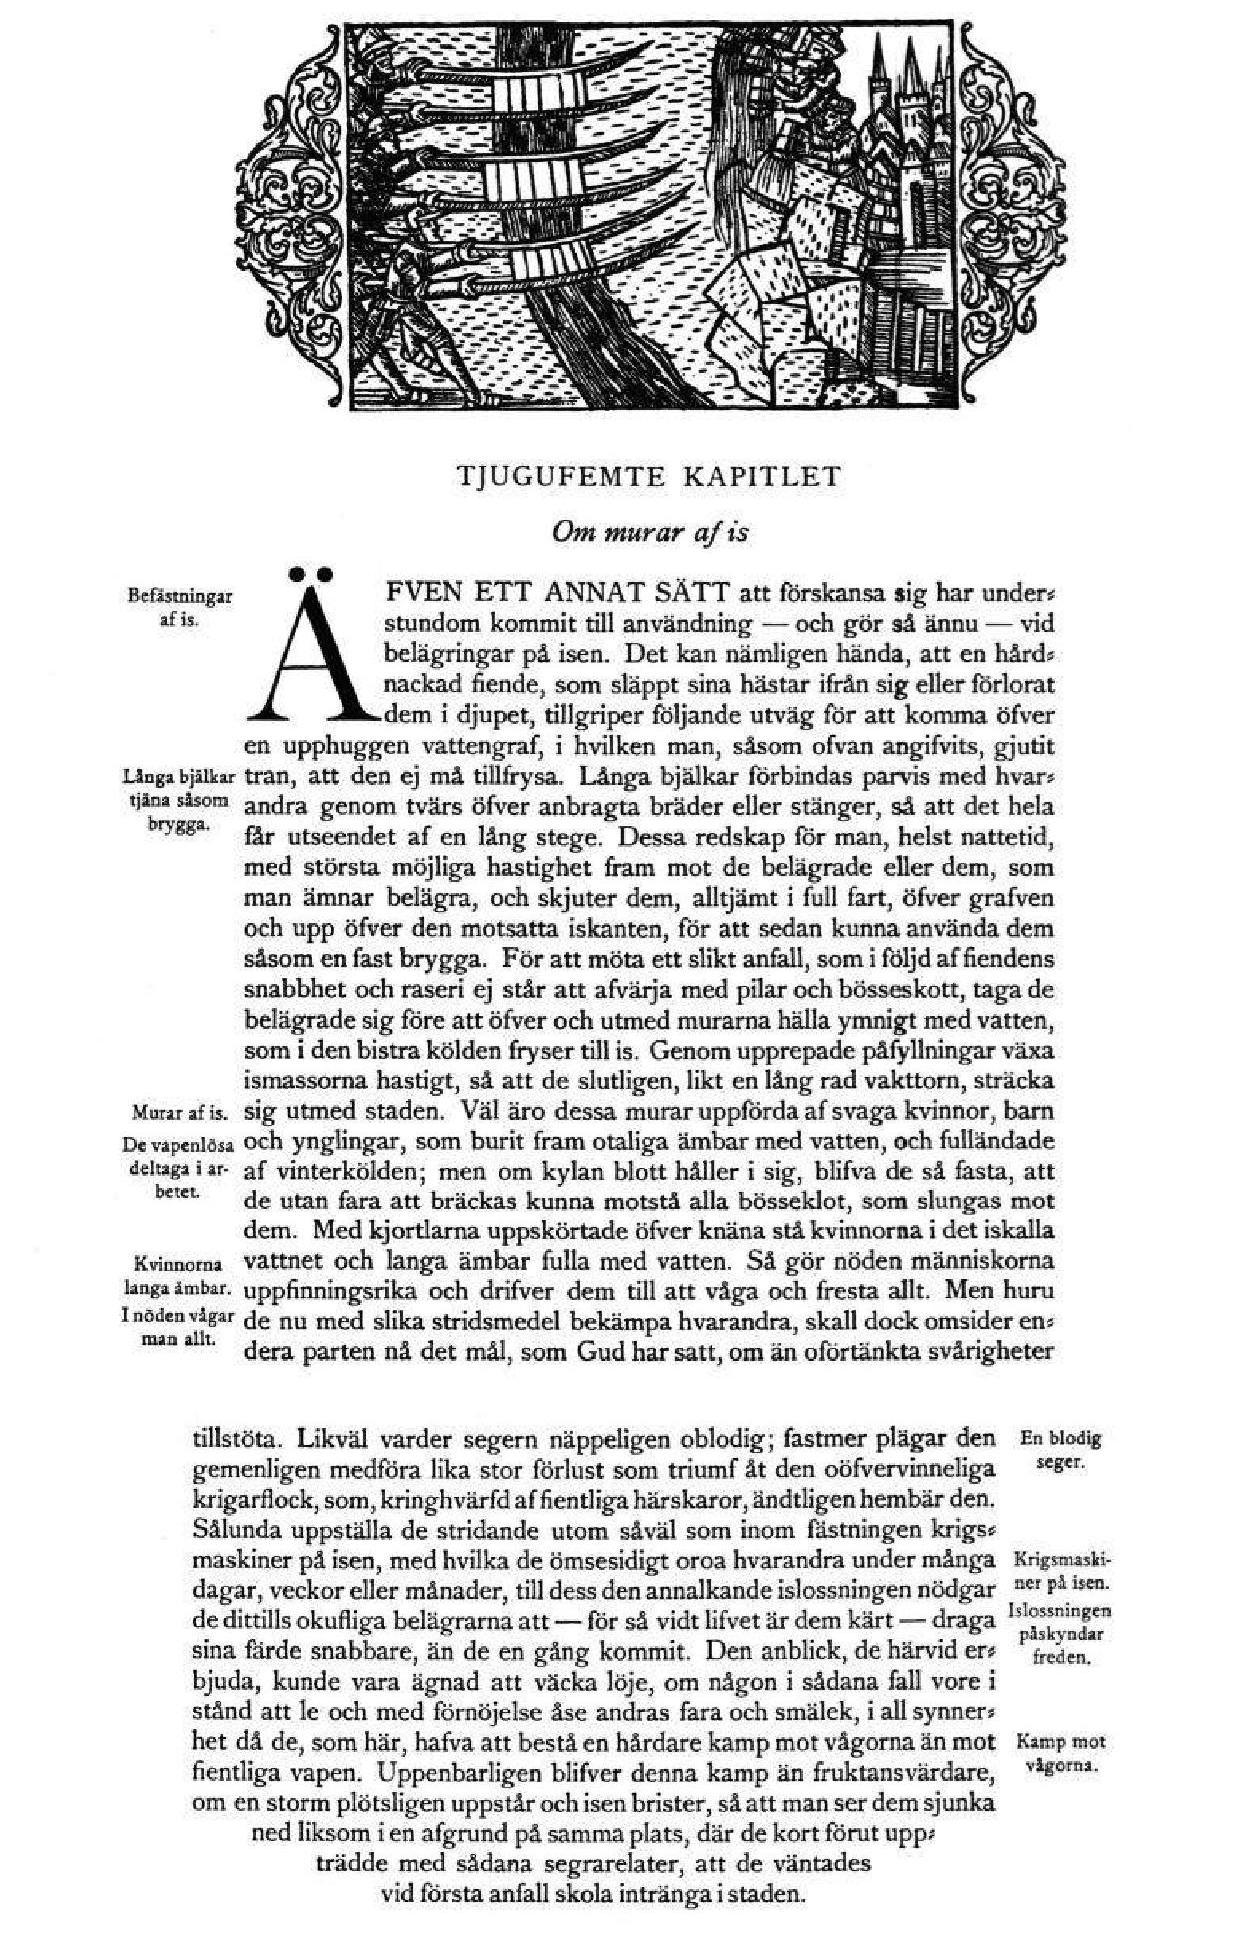 TJUGUFEMTE KAPITLET
Om murar af is
Befästningar
af is.
ÄFVEN ETT ANNAT SÄTT att förskansa sig har under-
stundom kommit till användning — och gör så ännu — vid
belägringar på isen. Det kan nämligen hända, att en hård-
nackad fiende, som släppt sina hästar ifrån sig eller förlorat
dem i djupet, tillgriper följande utväg för att komma öfver
en upphuggen vattengraf, i hvilken man, såsom ofvan angifvits, gjutit
Långa bjälkar
tjäna såsom
brygga.
tran, att den ej må tillfrysa. Långa bjälkar förbindas parvis med hvar-
andra genom tvärs öfver anbragta bräder eller stänger, så att det hela
får utseendet af en lång stege. Dessa redskap för man, helst nattetid,
med största möjliga hastighet fram mot de belägrade eller dem, som
man ämnar belägra, och skjuter dem, alltjämt i full fart, öfver grafven
och upp öfver den motsatta iskanten, för att sedan kunna använda dem
såsom en fast brygga. För att möta ett slikt anfall, som i följd af fiendens
snabbhet och raseri ej står att afvärja med pilar och bösseskott, taga de
belägrade sig före att öfver och utmed murarna hälla ymnigt med vatten,
som i den bistra kölden fryser till is. Genom upprepade påfyllningar växa
ismassorna hastigt, så att de slutligen, likt en lång rad vakttorn, sträcka
Murar af is.
sig utmed staden. Väl äro dessa murar uppförda af svaga kvinnor, barn
De vapenlösa
deltaga i ar-
betet.
och ynglingar, som burit fram otaliga ämbar med vatten, och fulländade
af vinterkölden; men om kylan blott håller i sig, blifva de så fasta, att
de utan fara att bräckas kunna motstå alla bösseklot, som slungas mot
dem. Med kjortlarna uppskörtade öfver knäna stå kvinnorna i det iskalla
Kvinnorna
langa ämbar.
vattnet och langa ämbar fulla med vatten. Så gör nöden människorna
uppfinningsrika och drifver dem till att våga och fresta allt. Men huru
I nöden vågar
man allt.
de nu med slika stridsmedel bekämpa hvarandra, skall dock omsider en-
dera parten nå det mål, som Gud har satt, om än oförtänkta svårigheter
tillstöta. Likväl varder segern näppeligen oblodig; fastmer plägar den
En blodig
seger.
gemenligen medföra lika stor förlust som triumf åt den oöfvervinneliga
krigarflock, som, kringhvärfd af fientliga härskaror, ändtligen hembär den.
Sålunda uppställa de stridande utom såväl som inom fästningen krigs-
maskiner på isen, med hvilka de ömsesidigt oroa hvarandra under många
Krigsmaski-
ner på isen.
dagar, veckor eller månader, till dess den annalkande islossningen nödgar
de dittills okufliga belägrarna att — för så vidt lifvet är dem kärt — draga
Islossningen
påskyndar
freden.
sina färde snabbare, än de en gång kommit. Den anblick, de härvid er-
bjuda, kunde vara ägnad att väcka löje, om någon i sådana fall vore i
stånd att le och med förnöjelse åse andras fara och smälek, i all synner-
het då de, som här, hafva att bestå en hårdare kamp mot vågorna än mot
Kamp mot
vågorna.
fientliga vapen. Uppenbarligen blifver denna kamp än fruktansvärdare,
om en storm plötsligen uppstår och isen brister, så att man ser dem sjunka
ned liksom i en afgrund på samma plats, där de kort förut upp-
trädde med sådana segrarelater, att de väntades
vid första anfall skola intränga i staden.